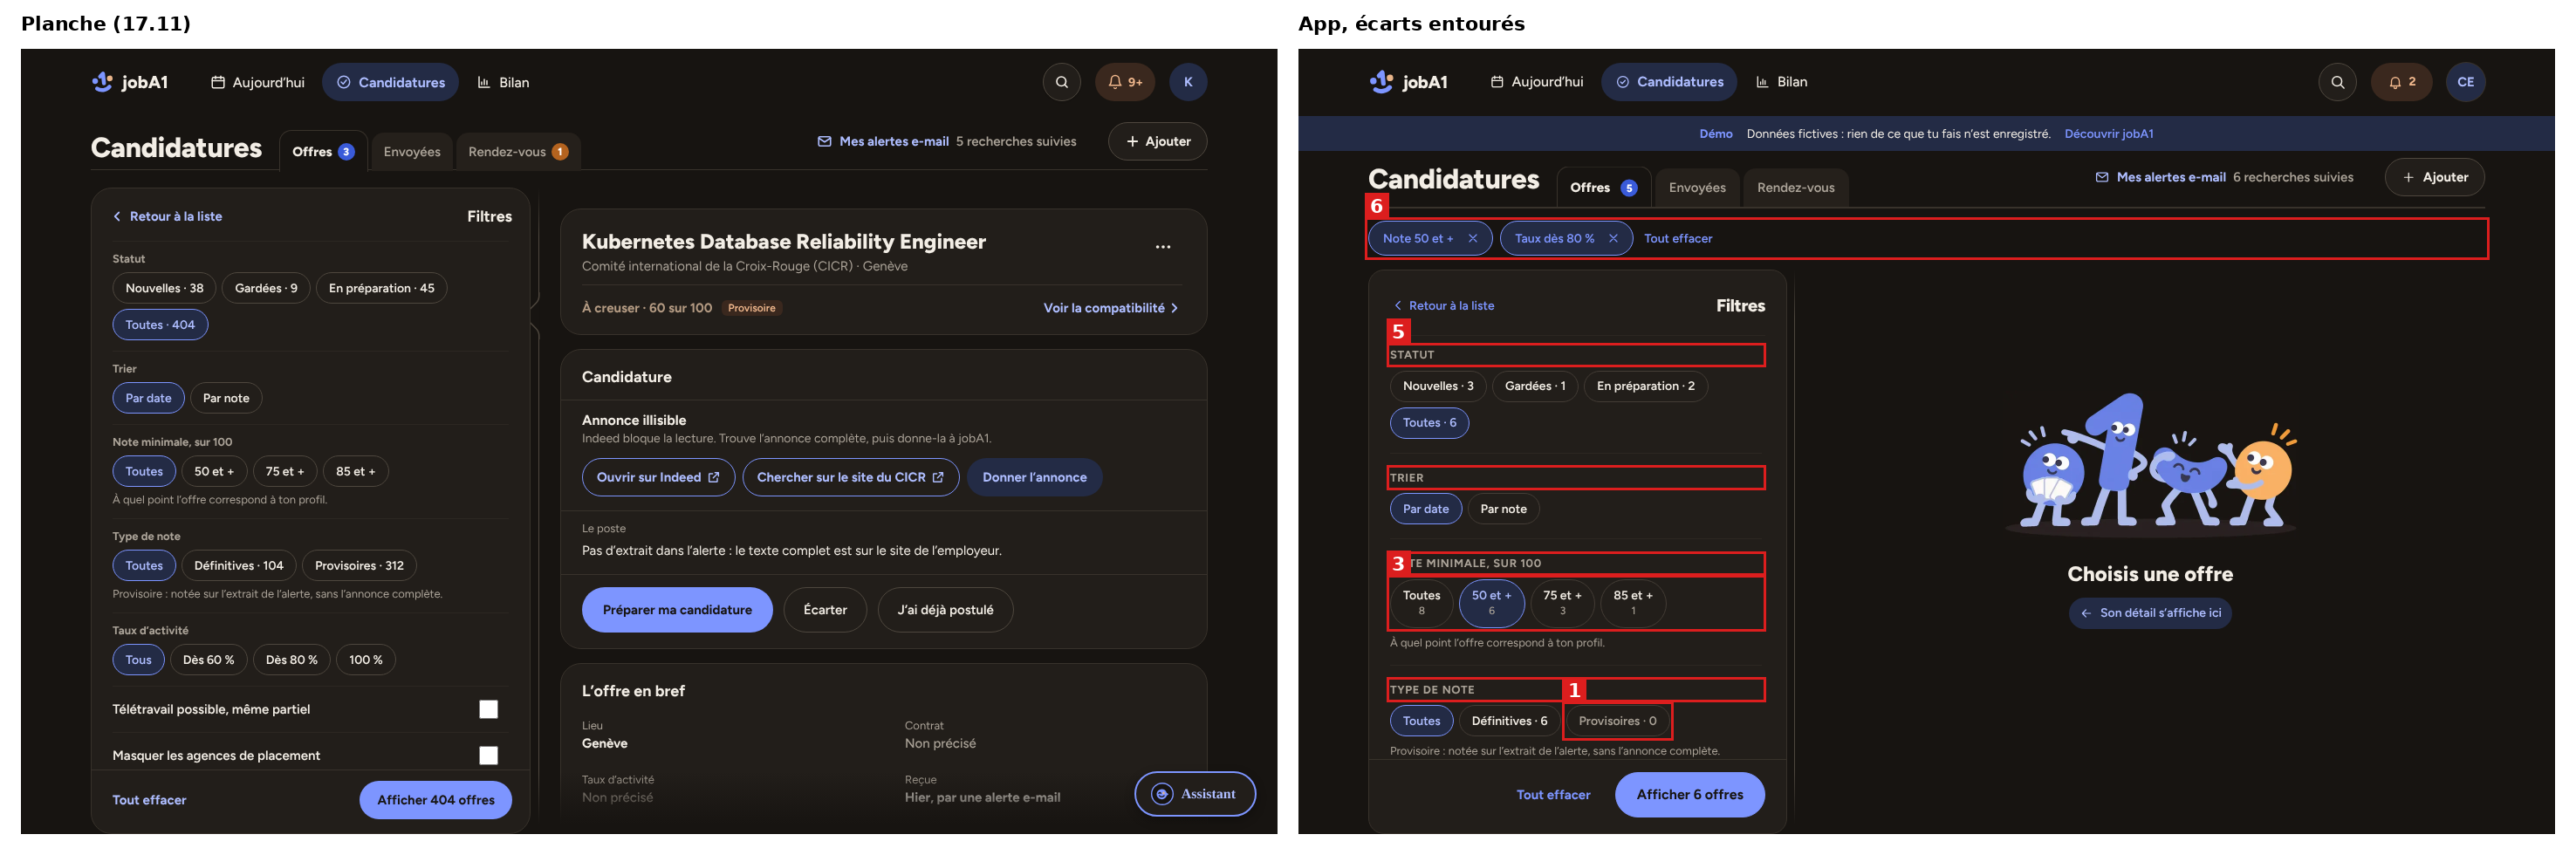 Planche (17.11)
jobA1
Aujourd'hui
Candidatures
Bilan
9+
K
Candidatures
Offres 3
Envoyées
Rendez-vous 1
Mes alertes e-mail 5 recherches suivies
+ Ajouter
Retour à la liste
Filtres
Statut
Nouvelles · 38
Gardées · 9
En préparation · 45
Toutes · 404
Trier
Par date
Par note
Note minimale, sur 100
Toutes
50 et +
75 et +
85 et +
À quel point l'offre correspond à ton profil.
Type de note
Toutes
Définitives · 104
Provisoires · 312
Provisoire : notée sur l'extrait de l'alerte, sans l'annonce complète.
Taux d'activité
Tous
Dès 60 %
Dès 80 %
100 %
Télétravail possible, même partiel
Masquer les agences de placement
Tout effacer
Afficher 404 offres
Kubernetes Database Reliability Engineer
Comité international de la Croix-Rouge (CICR) · Genève
À creuser · 60 sur 100 Provisoire
Voir la compatibilité
Candidature
Annonce illisible
Indeed bloque la lecture. Trouve l'annonce complète, puis donne-la à jobA1.
Ouvrir sur Indeed
Chercher sur le site du CICR
Donner l'annonce
Le poste
Pas d'extrait dans l'alerte : le texte complet est sur le site de l'employeur.
Préparer ma candidature
Écarter
J'ai déjà postulé
L'offre en bref
Lieu
Genève
Contrat
Non précisé
Taux d'activité
Non précisé
Reçue
Hier, par une alerte e-mail
Assistant
App, écarts entourés
jobA1
Aujourd'hui
Candidatures
Bilan
2
CE
Démo Données fictives : rien de ce que tu fais n'est enregistré. Découvrir jobA1
Candidatures
Offres 5
Envoyées
Rendez-vous
Mes alertes e-mail 6 recherches suivies
+ Ajouter
6
Note 50 et + ×
Taux dès 80 % ×
Tout effacer
Retour à la liste
Filtres
5
STATUT
Nouvelles · 3
Gardées · 1
En préparation · 2
Toutes · 6
TRIER
Par date
Par note
3
TE MINIMALE, SUR 100
Toutes
8
50 et +
6
75 et +
3
85 et +
1
À quel point l'offre correspond à ton profil.
TYPE DE NOTE
1
Toutes
Définitives · 6
Provisoires · 0
Provisoire : notée sur l'extrait de l'alerte, sans l'annonce complète.
Tout effacer
Afficher 6 offres
Choisis une offre
← Son détail s'affiche ici